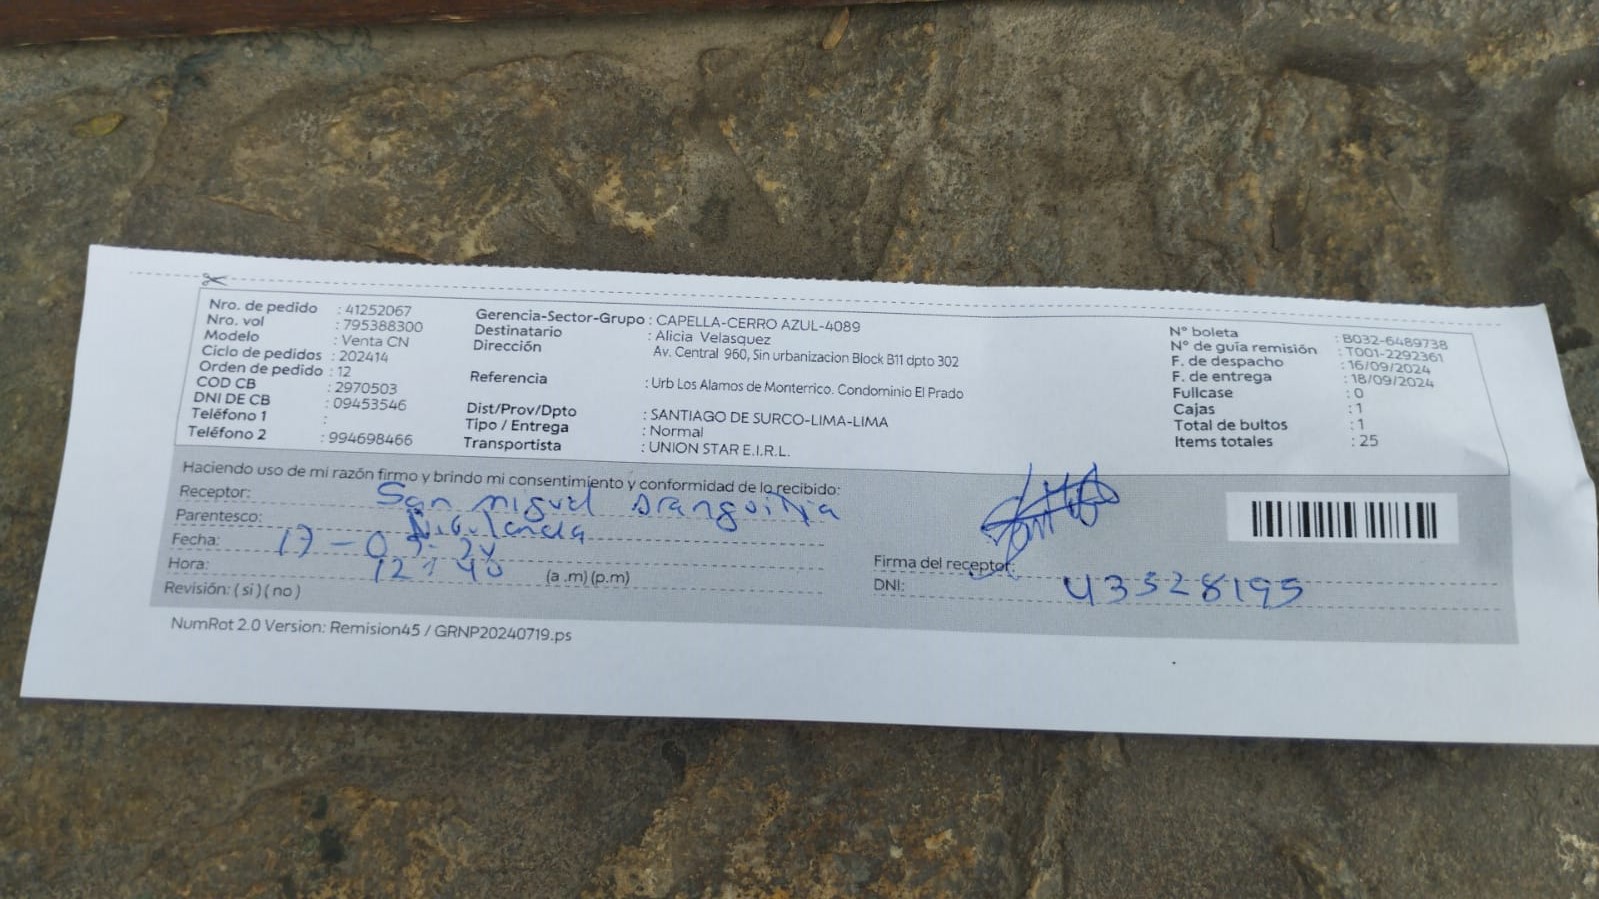 Nro. de pedido : 41252067
Nro. vol : 795388300
Modelo : Venta CN
Ciclo de pedidos : 202414
Orden de pedido : 12
COD CB : 2970503
DNI DE CB : 09453546
Teléfono 1 :
Teléfono 2 : 994698466
Gerencia-Sector-Grupo : CAPELLA-CERRO AZUL-4089
Destinatario : Alicia Velasquez
Dirección Av. Central 960, Sin urbanizacion Block B11 dpto 302
Referencia : Urb Los Alamos de Monterrico. Condominio El Prado
Dist/Prov/Dpto : SANTIAGO DE SURCO-LIMA-LIMA
Tipo / Entrega : Normal
Transportista : UNION STAR E.I.R.L.
N° boleta : B032-6489738
N° de guía remisión : T001-2292361
F. de despacho : 16/09/2024
F. de entrega : 18/09/2024
Fullcase : 0
Cajas : 1
Total de bultos : 1
Items totales : 25
Haciendo uso de mi razón firmo y brindo mi consentimiento y conformidad de lo recibido:
Receptor: San miguel
Parentesco:
Fecha: 17-09-24
Hora: 12:40 (a .m) (p.m)
Revisión: ( si ) ( no )
Firma del receptor:
DNI: 43528195
NumRot 2.0 Version: Remision45 / GRNP20240719.ps